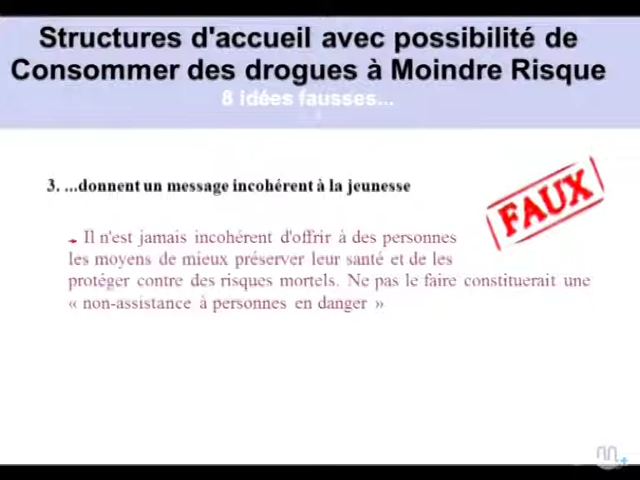 Structures d'accueil avec possibilité de
Consommer des drogues à Moindre Risque
8 idées fausses...
3. ...donnent un message incohérent à la jeunesse
FAUX
Il n'est jamais incohérent d'offrir à des personnes
les moyens de mieux préserver leur santé et de les
protéger contre des risques mortels. Ne pas le faire constituerait une
« non-assistance à personnes en danger »